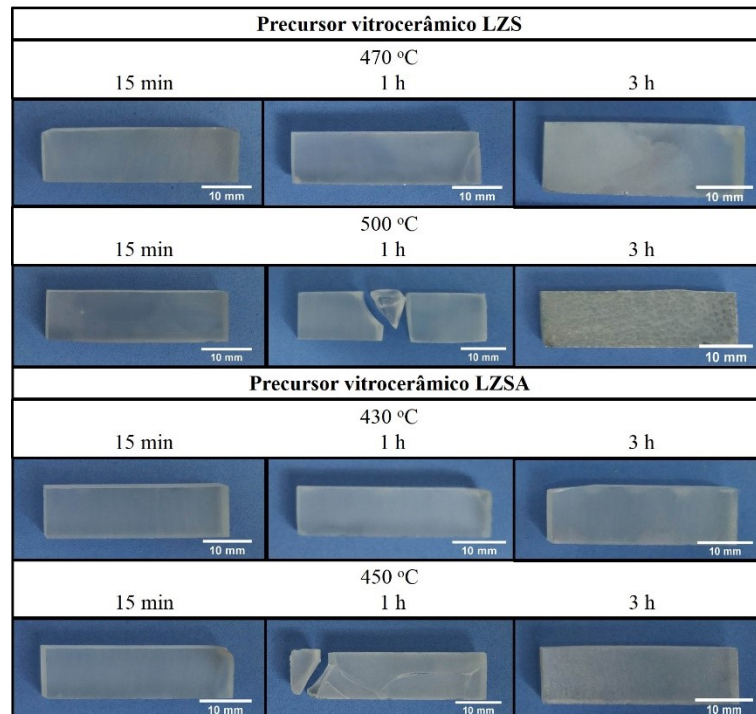 Precursor vitrocerâmico LZS
470 °C
15 min 1 h 3 h
10 mm 10 mm 10 mm
500 °C
15 min 1 h 3 h
10 mm 10 mm 10 mm
Precursor vitrocerâmico LZSA
430 °C
15 min 1 h 3 h
10 mm 10 mm 10 mm
450 °C
15 min 1 h 3 h
10 mm 10 mm 10 mm